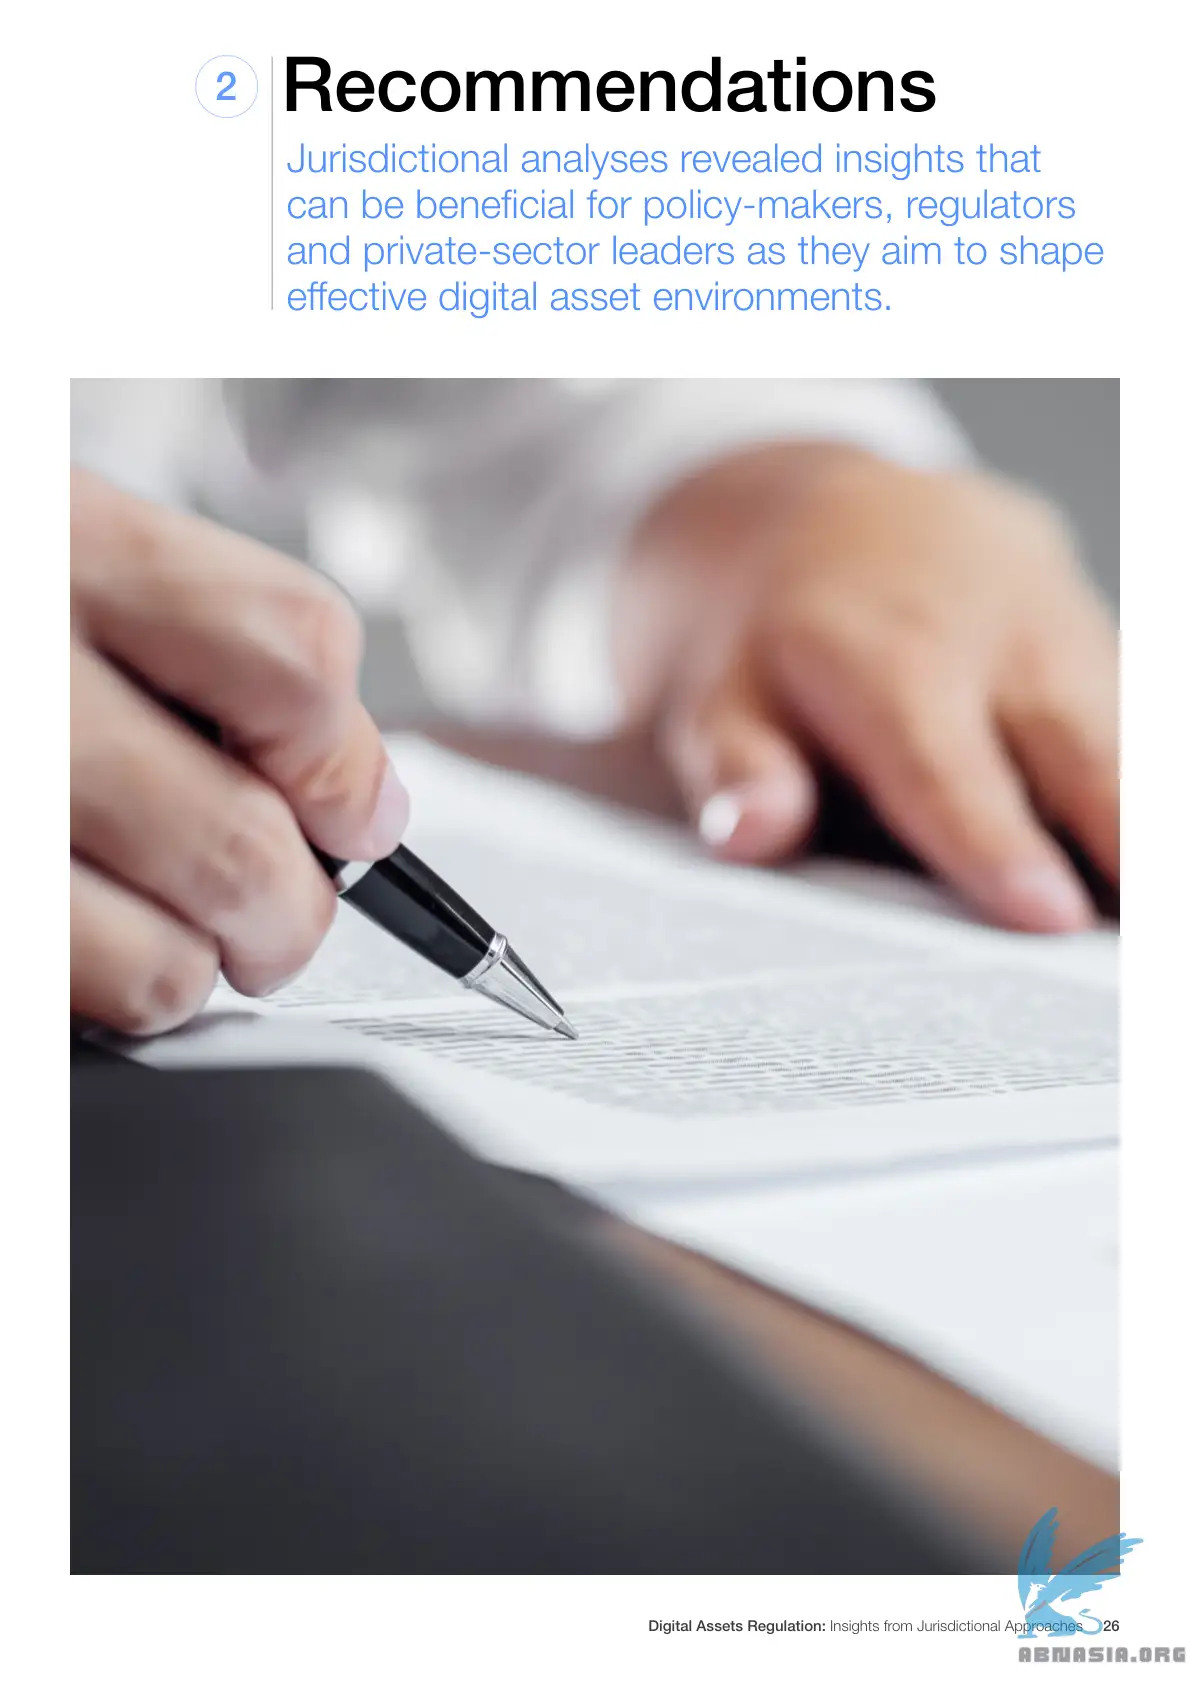 2
Recommendations
Jurisdictional analyses revealed insights that
can be beneficial for policy-makers, regulators
and private-sector leaders as they aim to shape
effective digital asset environments.
Digital Assets Regulation: Insights from Jurisdictional Approaches 26
ABNASIA.ORG